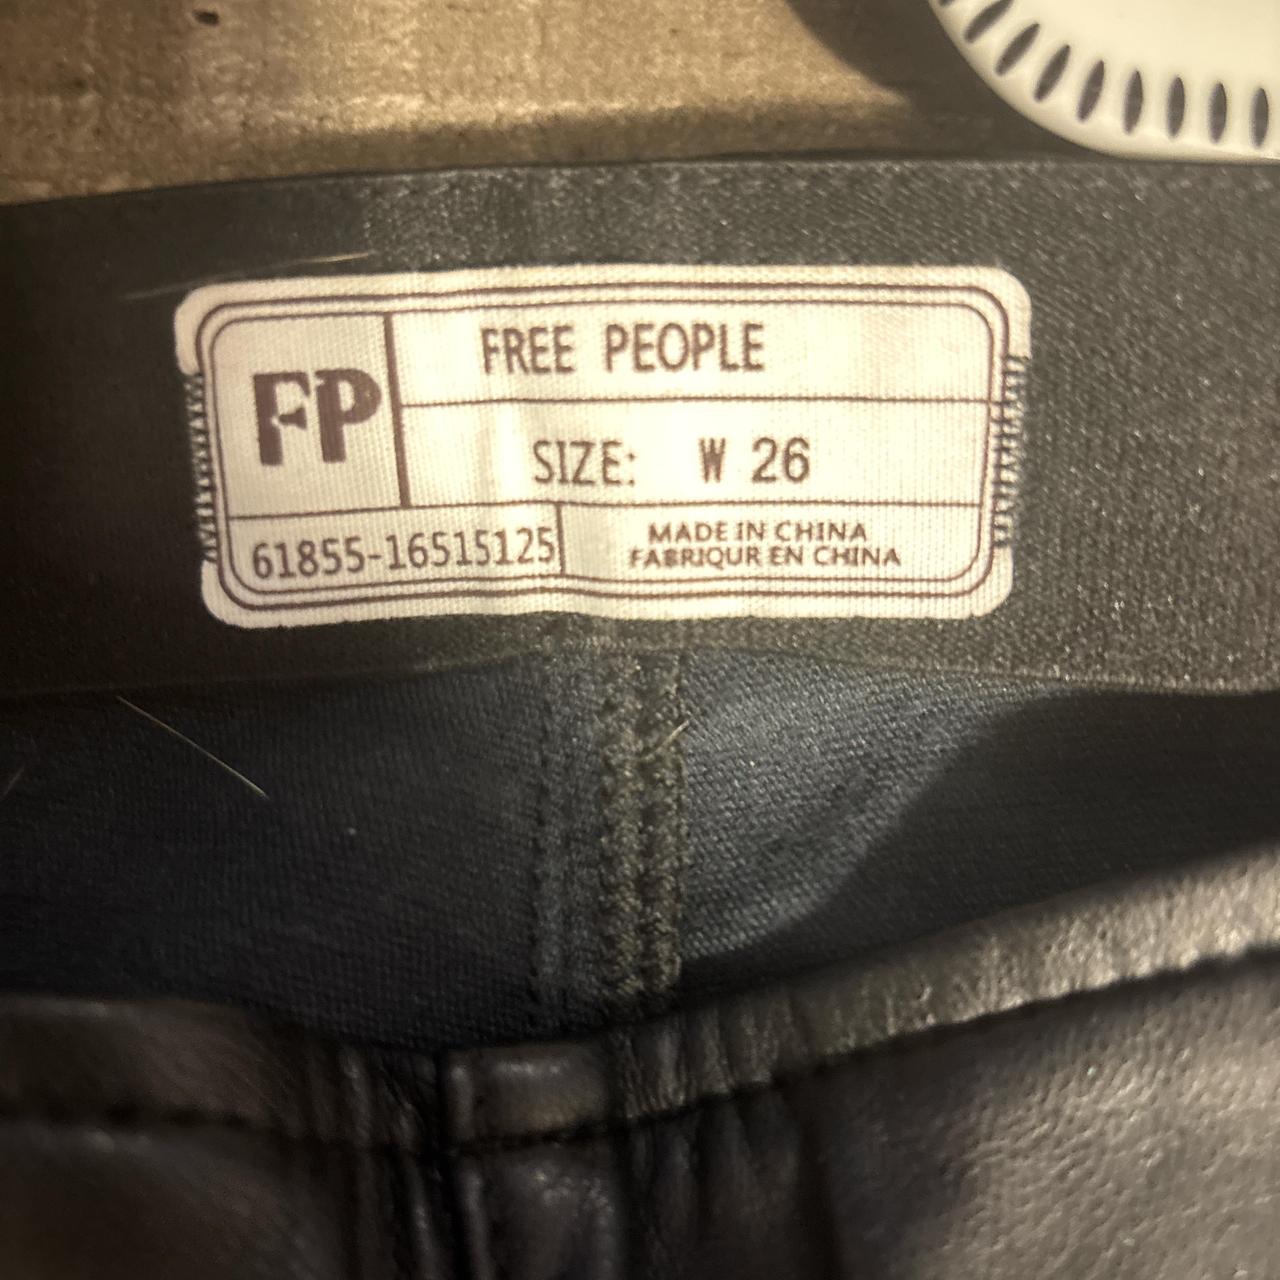 FP
FREE PEOPLE
SIZE: W 26
61855-16515125
MADE IN CHINA
FABRIQUR EN CHINA